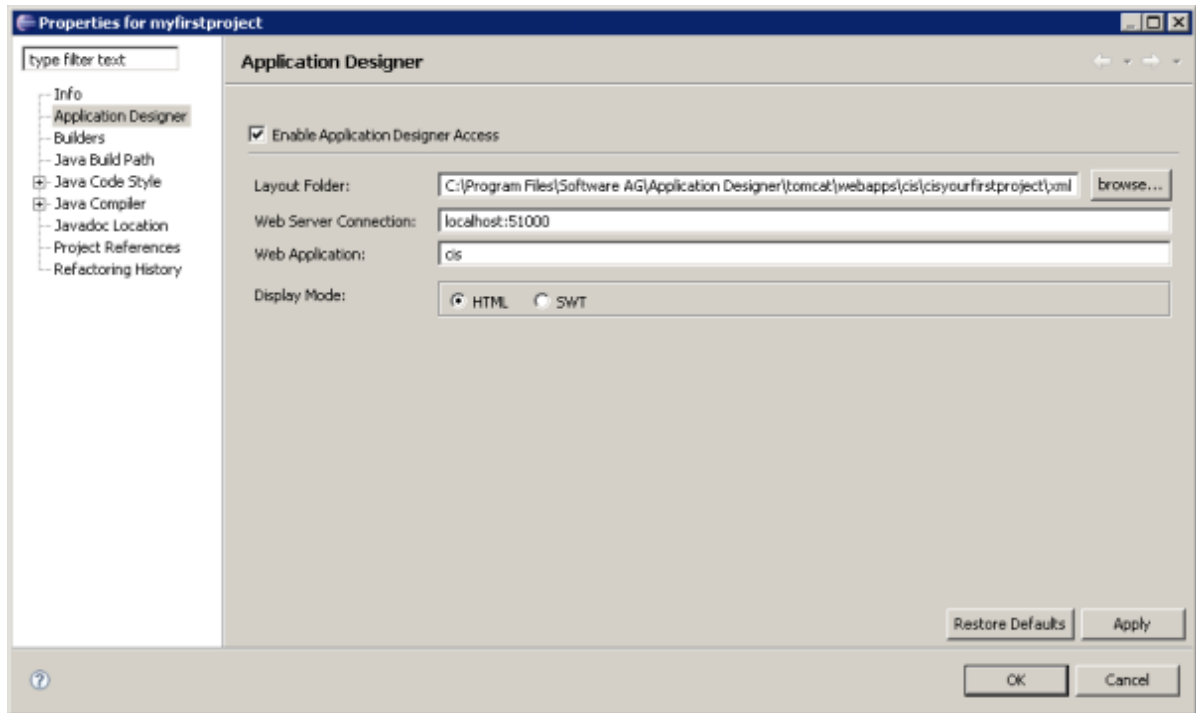 Properties for myfirstproject
type filter text
Application Designer
Info
Application Designer
Builders
Java Build Path
Java Code Style
Java Compiler
Javadoc Location
Project References
Refactoring History
Enable Application Designer Access
Layout Folder: C:\Program Files\Software AG\Application Designer\tomcat\webapps\cis\cisyourfirstproject\xml browse...
Web Server Connection: localhost:51000
Web Application: cis
Display Mode: HTML SWT
Restore Defaults Apply
? OK Cancel